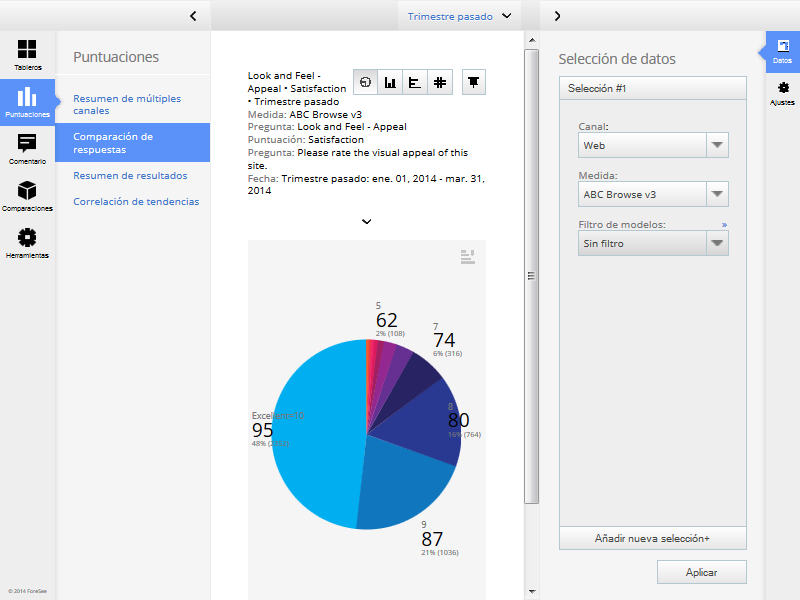 Trimestre pasado
Tableros
Puntuaciones
Comentario
Comparaciones
Herramientas
© 2014 ForeSee
Puntuaciones
Resumen de múltiples
canales
Comparación de
respuestas
Resumen de resultados
Correlación de tendencias
Look and Feel -
Appeal • Satisfaction
• Trimestre pasado
Medida: ABC Browse v3
Pregunta: Look and Feel - Appeal
Puntuación: Satisfaction
Pregunta: Please rate the visual appeal of this
site.
Fecha: Trimestre pasado: ene. 01, 2014 - mar. 31,
2014
5
62
2% (108)
7
74
6% (316)
8
80
16% (764)
Excellent=10
95
48%
9
87
21% (1036)
Selección de datos
Selección #1
Canal:
Web
Medida:
ABC Browse v3
Filtro de modelos: »
Sin filtro
Añadir nueva selección+
Aplicar
Datos
Ajustes